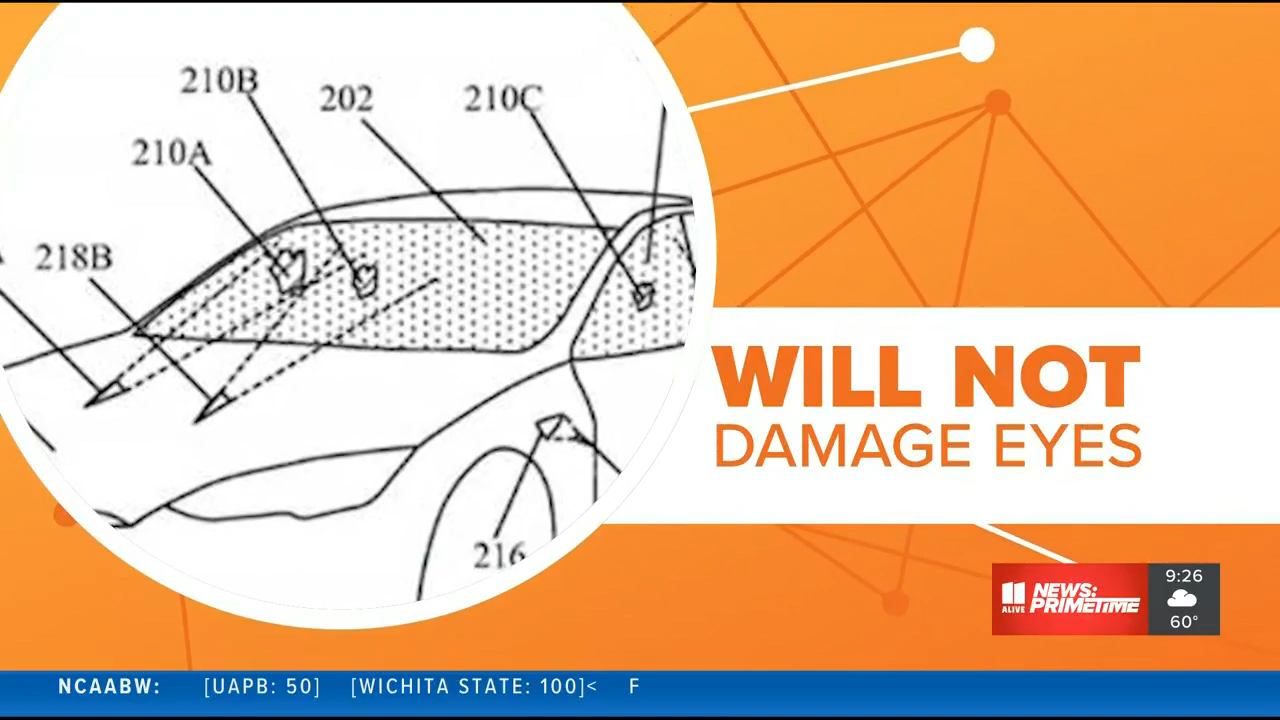 210B
202
210C
210A
218B
216
WILL NOT
DAMAGE EYES
11
ALIVE
NEWS:
PRIMETIME
9:26
60°
NCAABW: [UAPB: 50] [WICHITA STATE: 100]< F